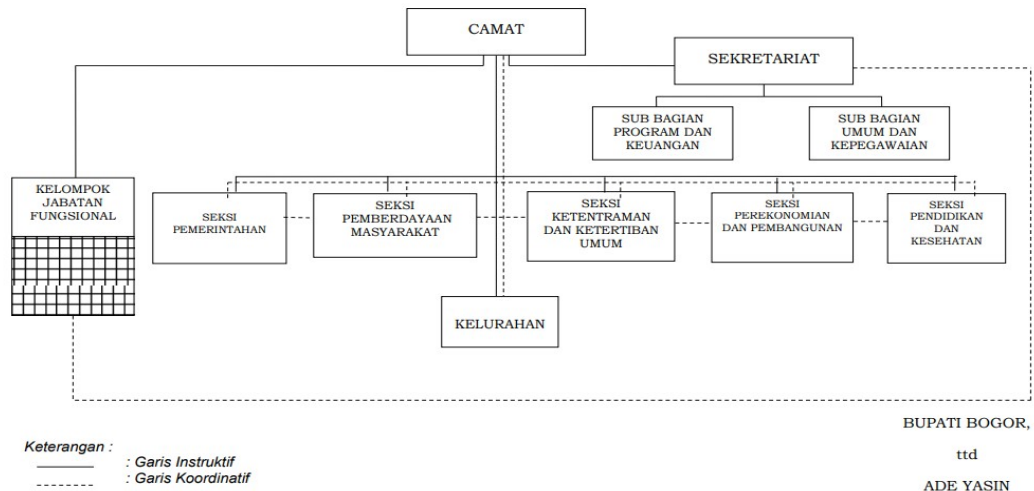 CAMAT
SEKRETARIAT
SUB BAGIAN
PROGRAM DAN
KEUANGAN
SUB BAGIAN
UMUM DAN
KEPEGAWAIAN
KELOMPOK
JABATAN
FUNGSIONAL
SEKSI
PEMERINTAHAN
SEKSI
PEMBERDAYAAN
MASYARAKAT
SEKSI
KETENTRAMAN
DAN KETERTIBAN
UMUM
SEKSI
PEREKONOMIAN
DAN PEMBANGUNAN
SEKSI
PENDIDIKAN
DAN
KESEHATAN
KELURAHAN
BUPATI BOGOR,
ttd
ADE YASIN
Keterangan :
: Garis Instruktif
: Garis Koordinatif